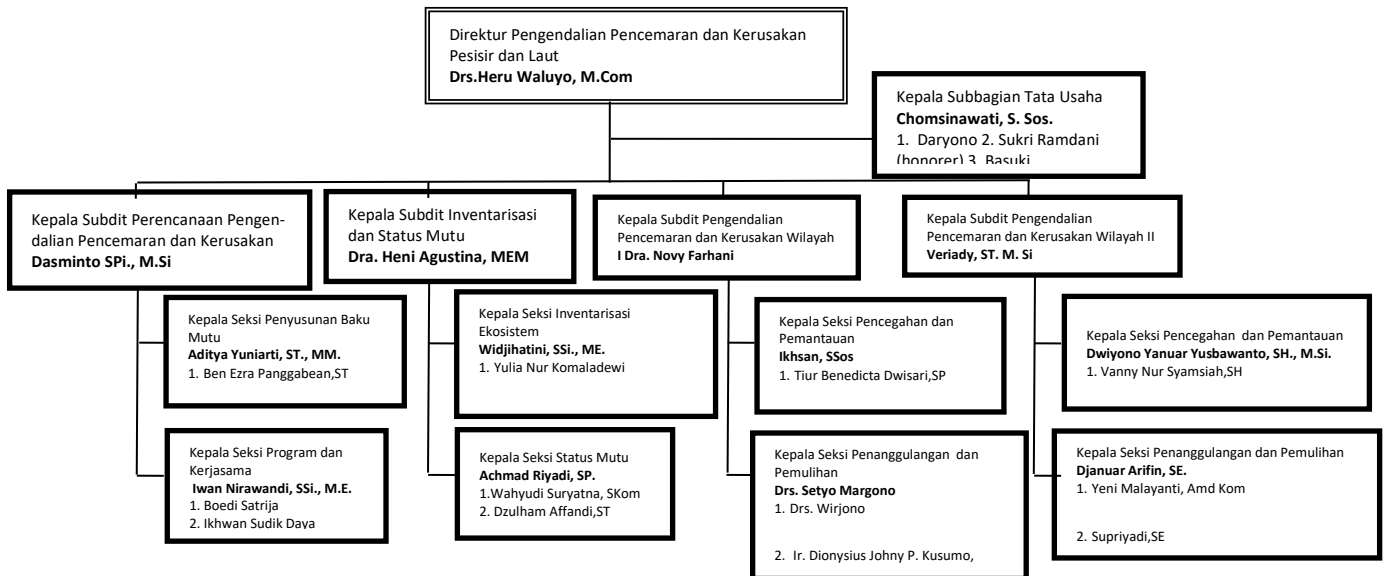 Direktur Pengendalian Pencemaran dan Kerusakan
Pesisir dan Laut
Drs.Heru Waluyo, M.Com
Kepala Subbagian Tata Usaha
Chomsinawati, S. Sos.
1. Daryono 2. Sukri Ramdani
(honorer) 3. Basuki
Kepala Subdit Perencanaan Pengen-
dalian Pencemaran dan Kerusakan
Dasminto SPi., M.Si
Kepala Subdit Inventarisasi
dan Status Mutu
Dra. Heni Agustina, MEM
Kepala Subdit Pengendalian
Pencemaran dan Kerusakan Wilayah
I Dra. Novy Farhani
Kepala Subdit Pengendalian
Pencemaran dan Kerusakan Wilayah II
Veriady, ST. M. Si
Kepala Seksi Penyusunan Baku
Mutu
Aditya Yuniarti, ST., MM.
1. Ben Ezra Panggabean,ST
Kepala Seksi Inventarisasi
Ekosistem
Widjihatini, SSi., ME.
1. Yulia Nur Komaladewi
Kepala Seksi Pencegahan dan
Pemantauan
Ikhsan, SSos
1. Tiur Benedicta Dwisari,SP
Kepala Seksi Pencegahan dan Pemantauan
Dwiyono Yanuar Yusbawanto, SH., M.Si.
1. Vanny Nur Syamsiah,SH
Kepala Seksi Program dan
Kerjasama
Iwan Nirawandi, SSi., M.E.
1. Boedi Satrija
2. Ikhwan Sudik Daya
Kepala Seksi Status Mutu
Achmad Riyadi, SP.
1.Wahyudi Suryatna, SKom
2. Dzulham Affandi,ST
Kepala Seksi Penanggulangan dan
Pemulihan
Drs. Setyo Margono
1. Drs. Wirjono
2. Ir. Dionysius Johny P. Kusumo,
Kepala Seksi Penanggulangan dan Pemulihan
Djanuar Arifin, SE.
1. Yeni Malayanti, Amd Kom
2. Supriyadi,SE